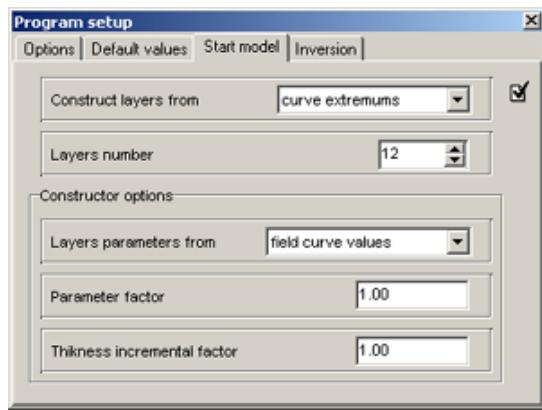 Program setup
Options Default values Start model Inversion
Construct layers from curve extremums
Layers number 12
Constructor options
Layers parameters from field curve values
Parameter factor 1.00
Thikness incremental factor 1.00